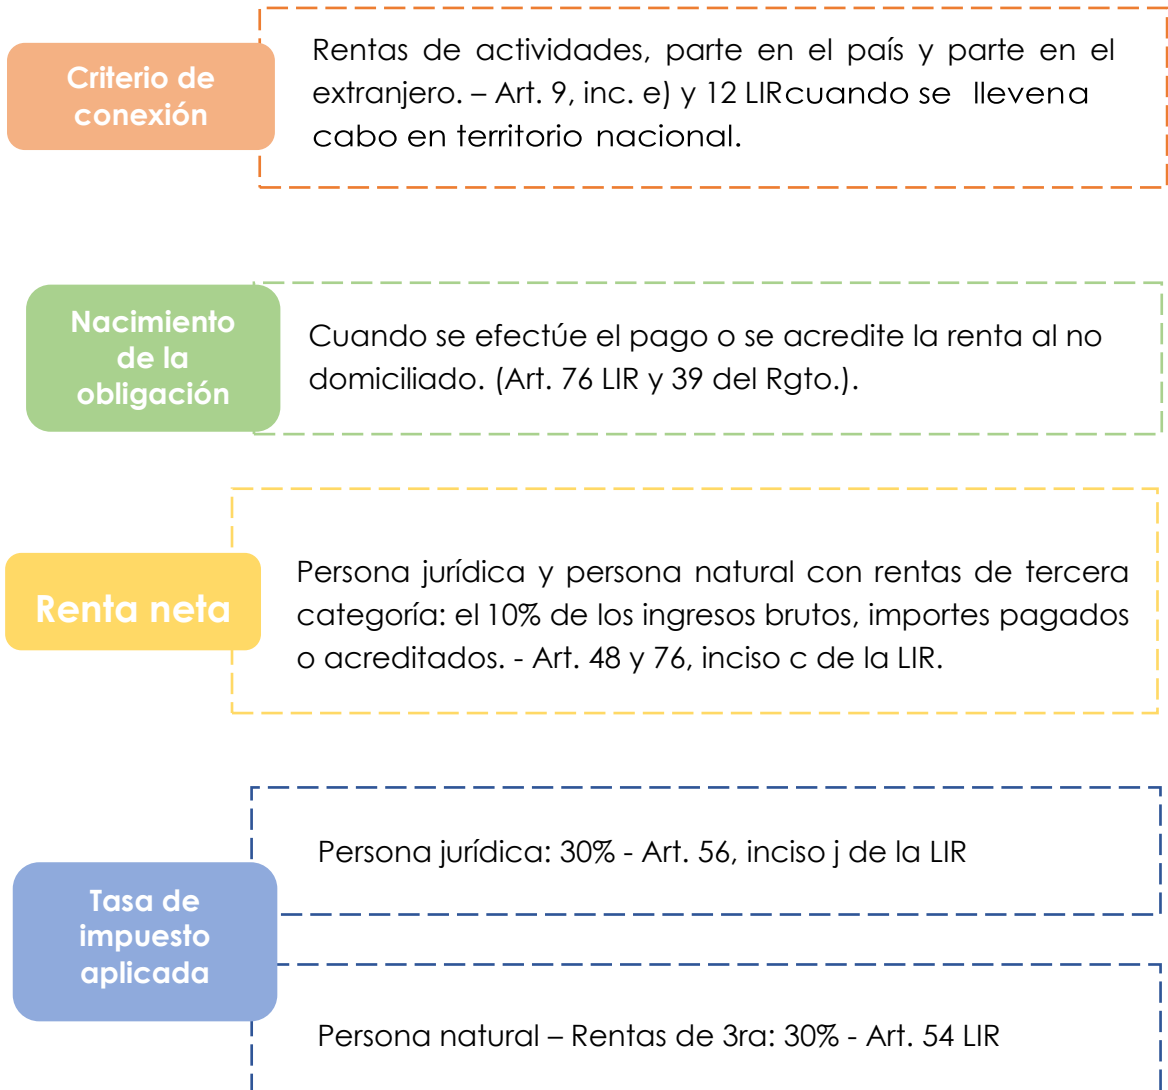 Criterio de
conexión
Rentas de actividades, parte en el país y parte en el
extranjero. – Art. 9, inc. e) y 12 LIRcuando se llevena
cabo en territorio nacional.
Nacimiento
de la
obligación
Cuando se efectúe el pago o se acredite la renta al no
domiciliado. (Art. 76 LIR y 39 del Rgto.).
Renta neta
Persona jurídica y persona natural con rentas de tercera
categoría: el 10% de los ingresos brutos, importes pagados
o acreditados. - Art. 48 y 76, inciso c de la LIR.
Tasa de
impuesto
aplicada
Persona jurídica: 30% - Art. 56, inciso j de la LIR
Persona natural – Rentas de 3ra: 30% - Art. 54 LIR